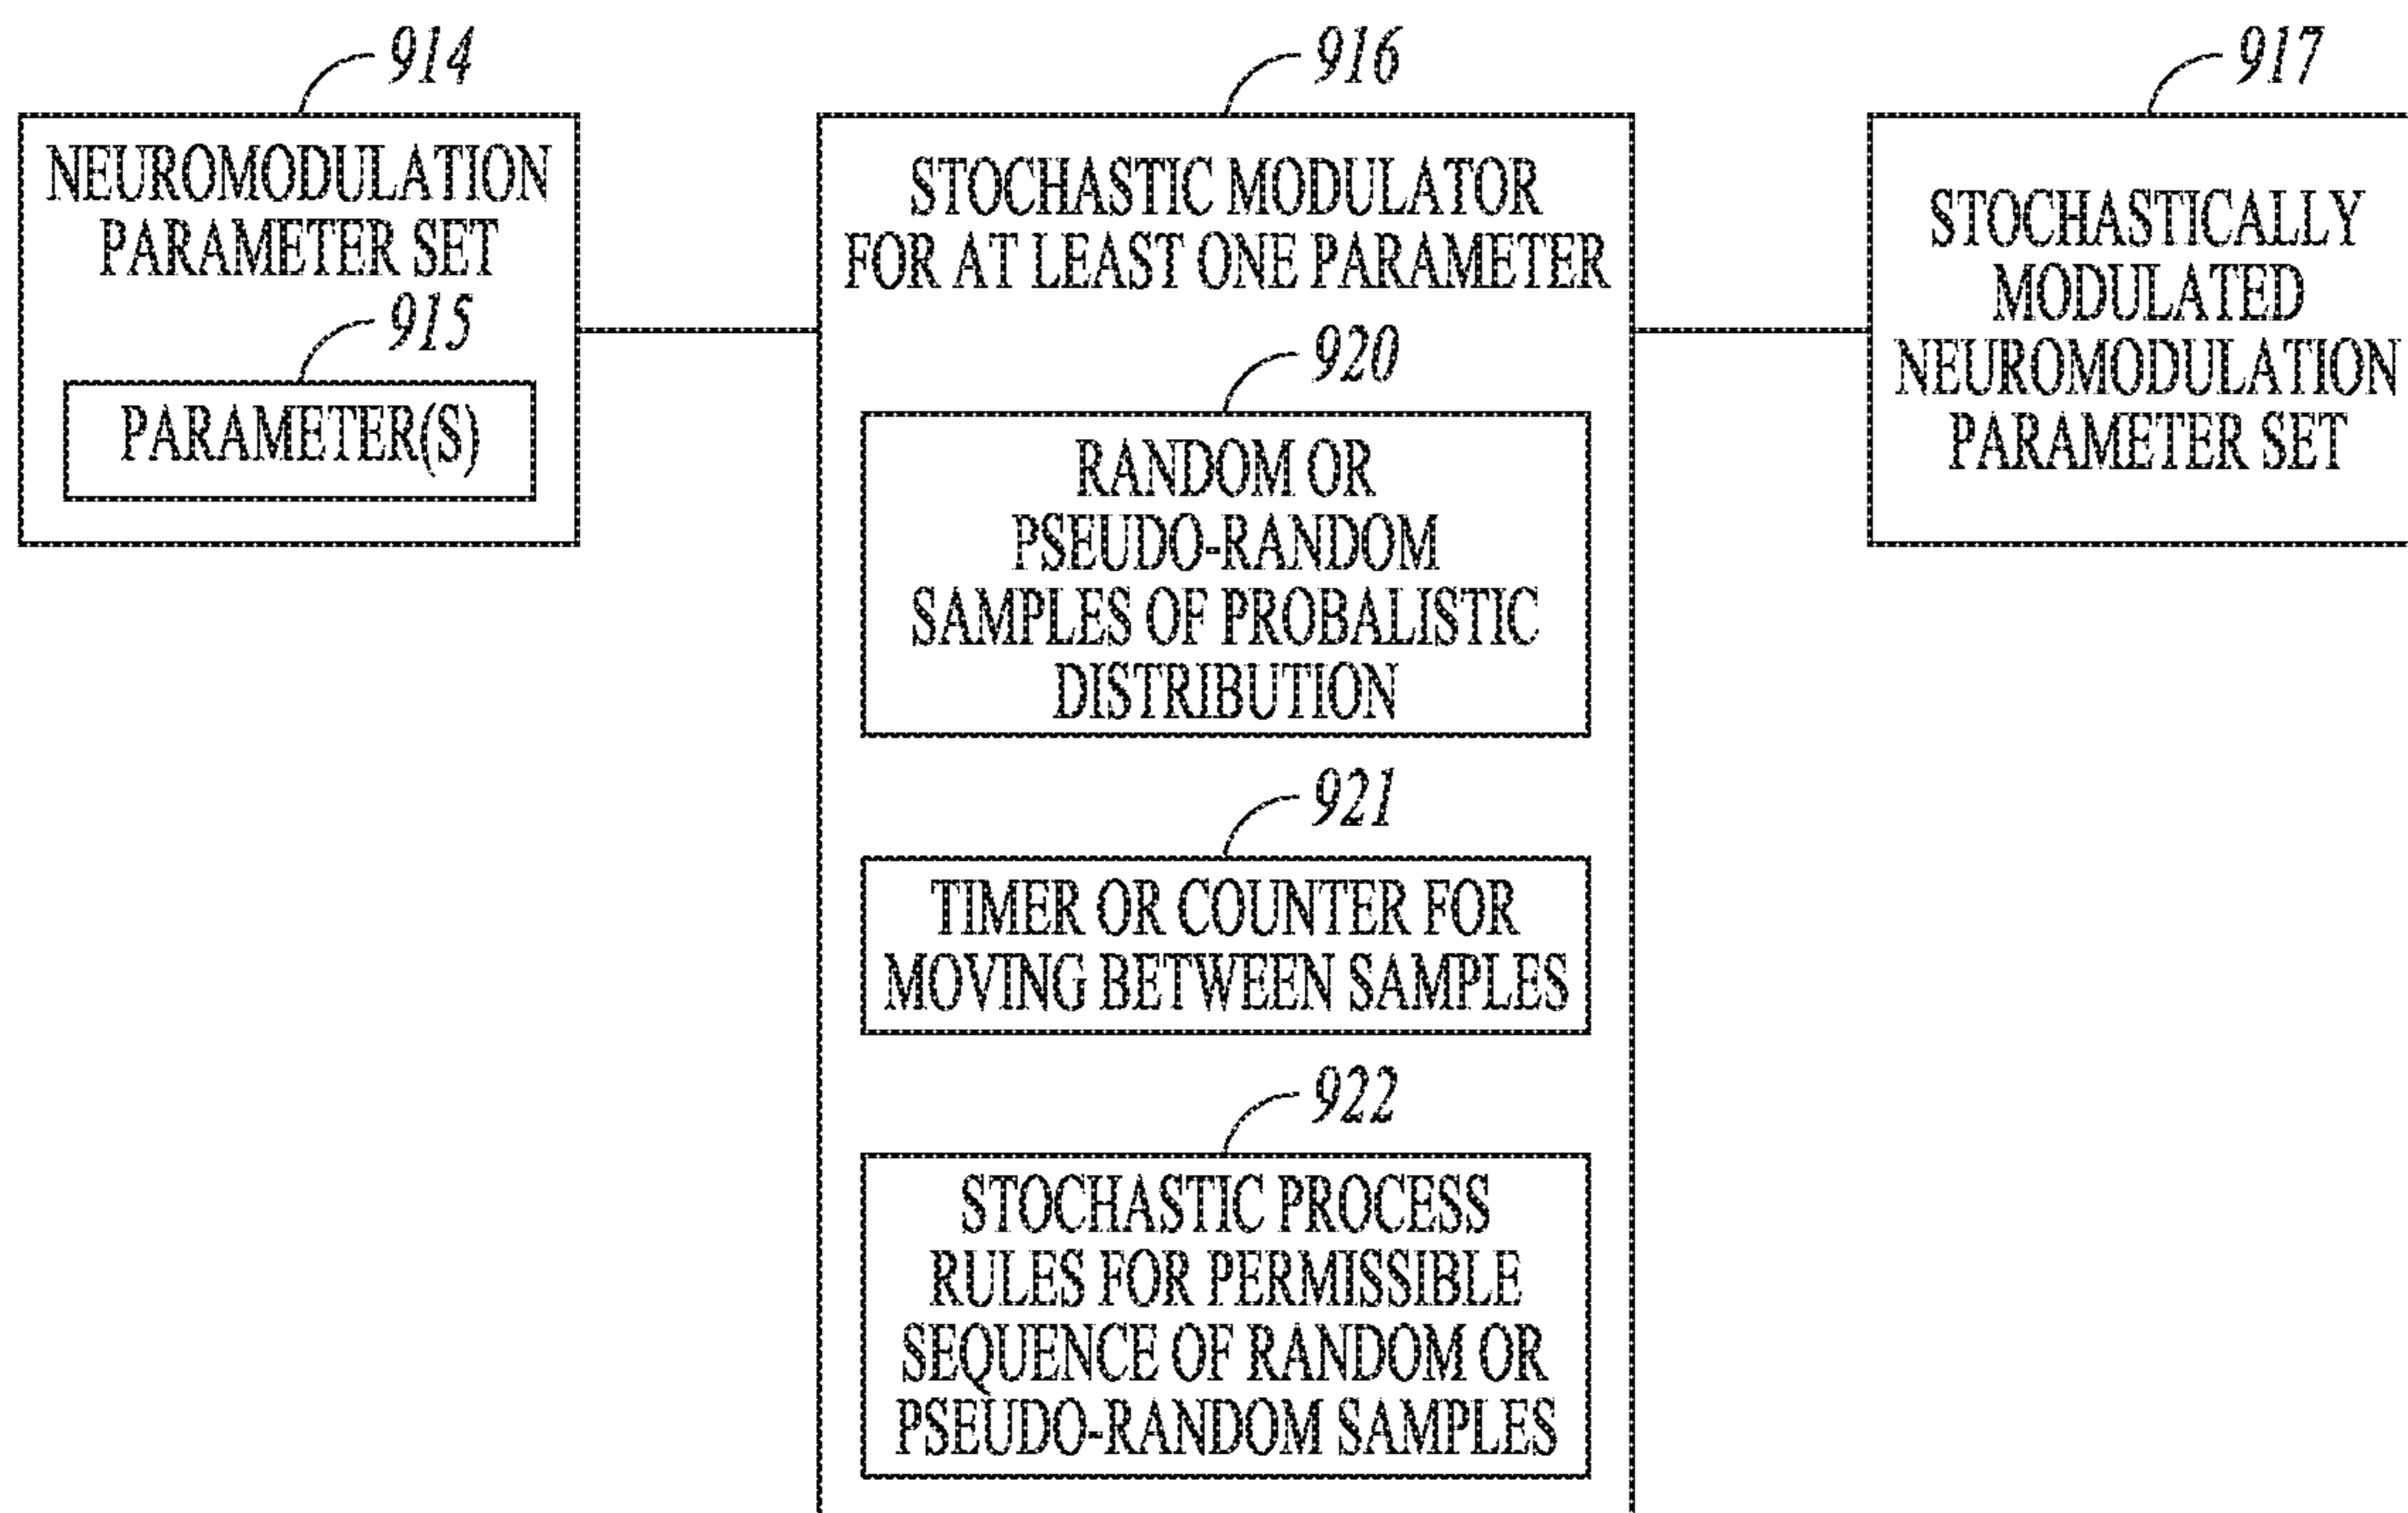 914
NEUROMODULATION
PARAMETER SET
915
PARAMETER(S)
916
STOCHASTIC MODULATOR
FOR AT LEAST ONE PARAMETER
920
RANDOM OR
PSEUDO-RANDOM
SAMPLES OF PROBALISTIC
DISTRIBUTION
921
TIMER OR COUNTER FOR
MOVING BETWEEN SAMPLES
922
STOCHASTIC PROCESS
RULES FOR PERMISSIBLE
SEQUENCE OF RANDOM OR
PSEUDO-RANDOM SAMPLES
917
STOCHASTICALLY
MODULATED
NEUROMODULATION
PARAMETER SET